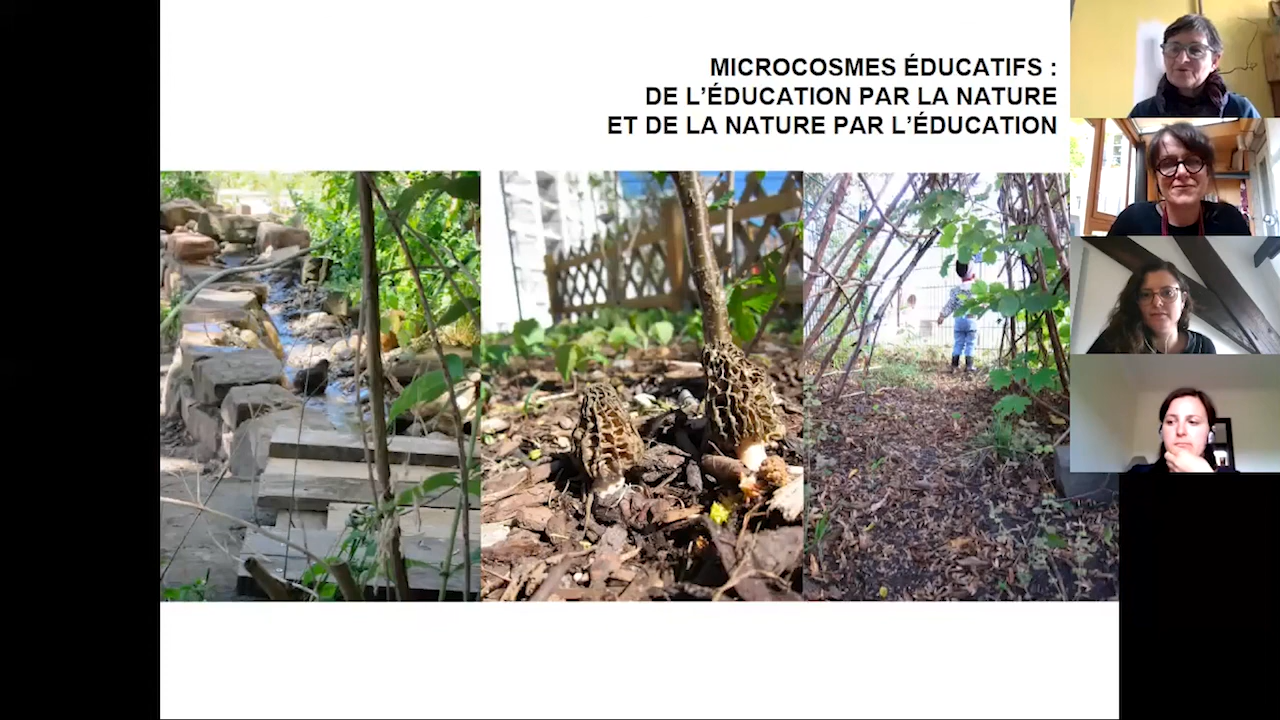 MICROCOSMES ÉDUCATIFS :
DE L’ÉDUCATION PAR LA NATURE
ET DE LA NATURE PAR L’ÉDUCATION